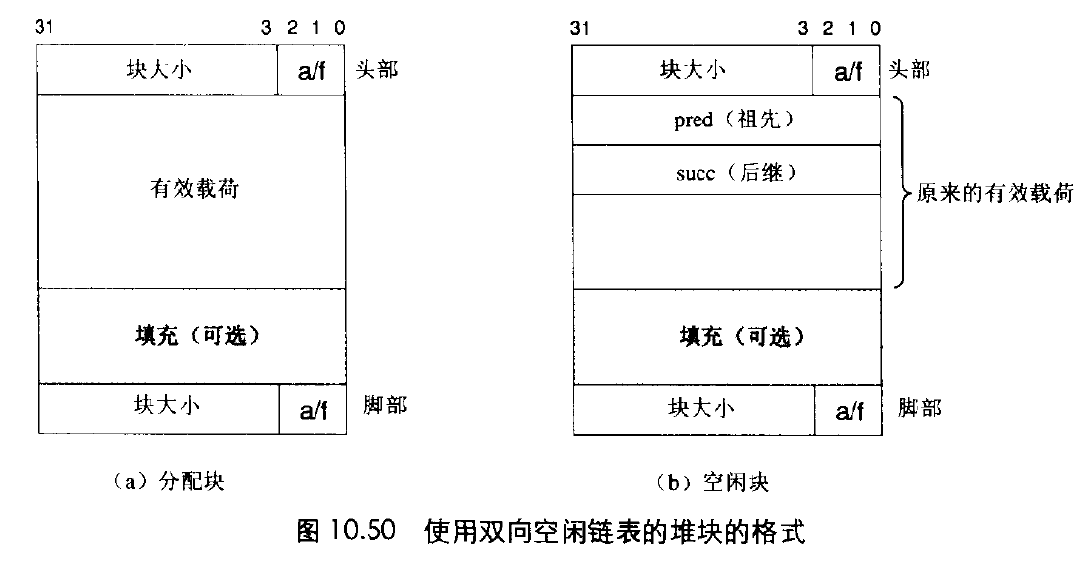 31 3 2 1 0
块大小 a/f 头部
有效载荷
填充（可选）
块大小 a/f 脚部
（a）分配块
31 3 2 1 0
块大小 a/f 头部
pred（祖先）
succ（后继）
原来的有效载荷
填充（可选）
块大小 a/f 脚部
（b）空闲块
图 10.50 使用双向空闲链表的堆块的格式